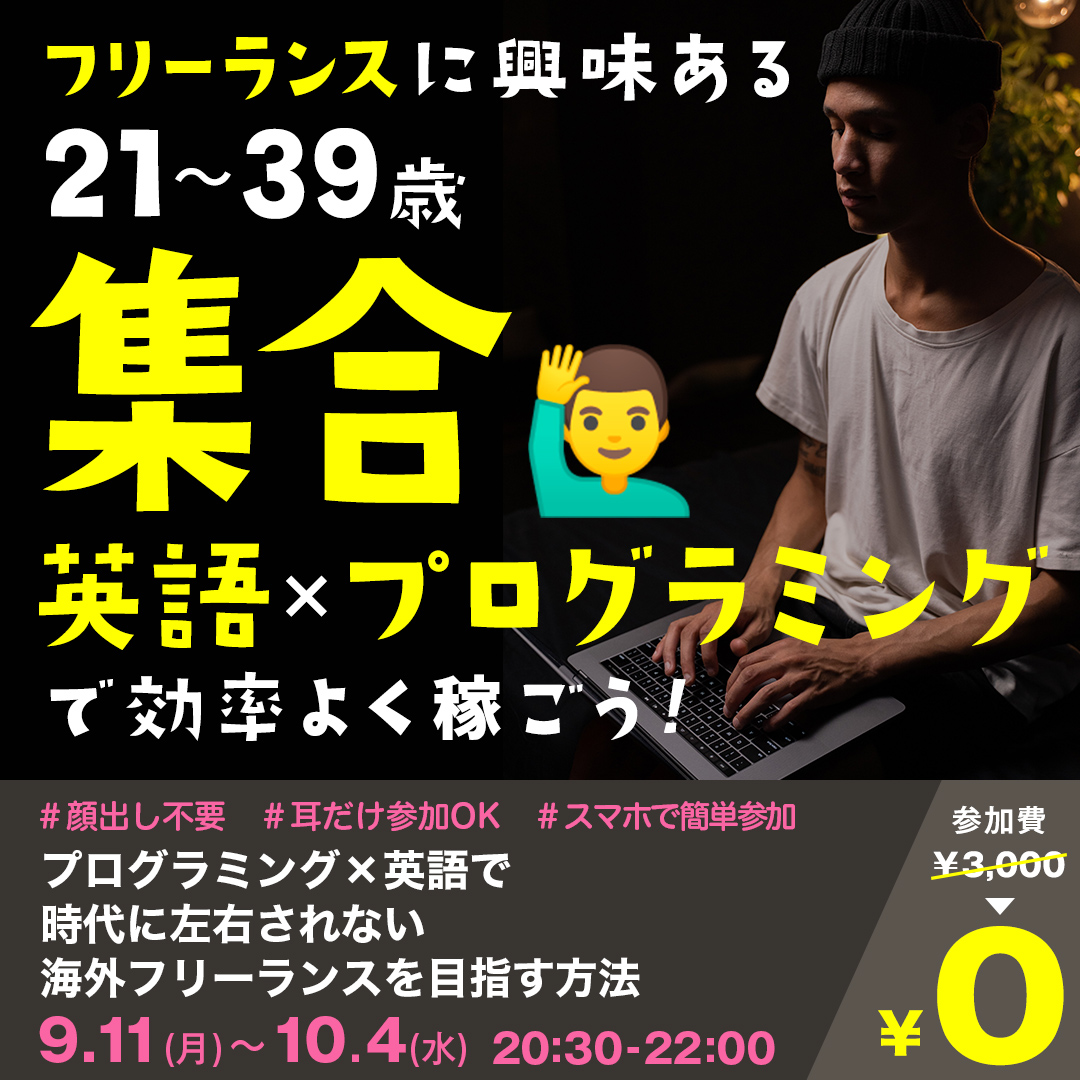 フリーランスに興味ある
21〜39歳
集合
英語×プログラミング
で効率よく稼ごう!
#顔出し不要 #耳だけ参加OK #スマホで簡単参加
プログラミング×英語で
時代に左右されない
海外フリーランスを目指す方法
9.11(月)〜10.4(水) 20:30-22:00
参加費
¥3,000
¥0